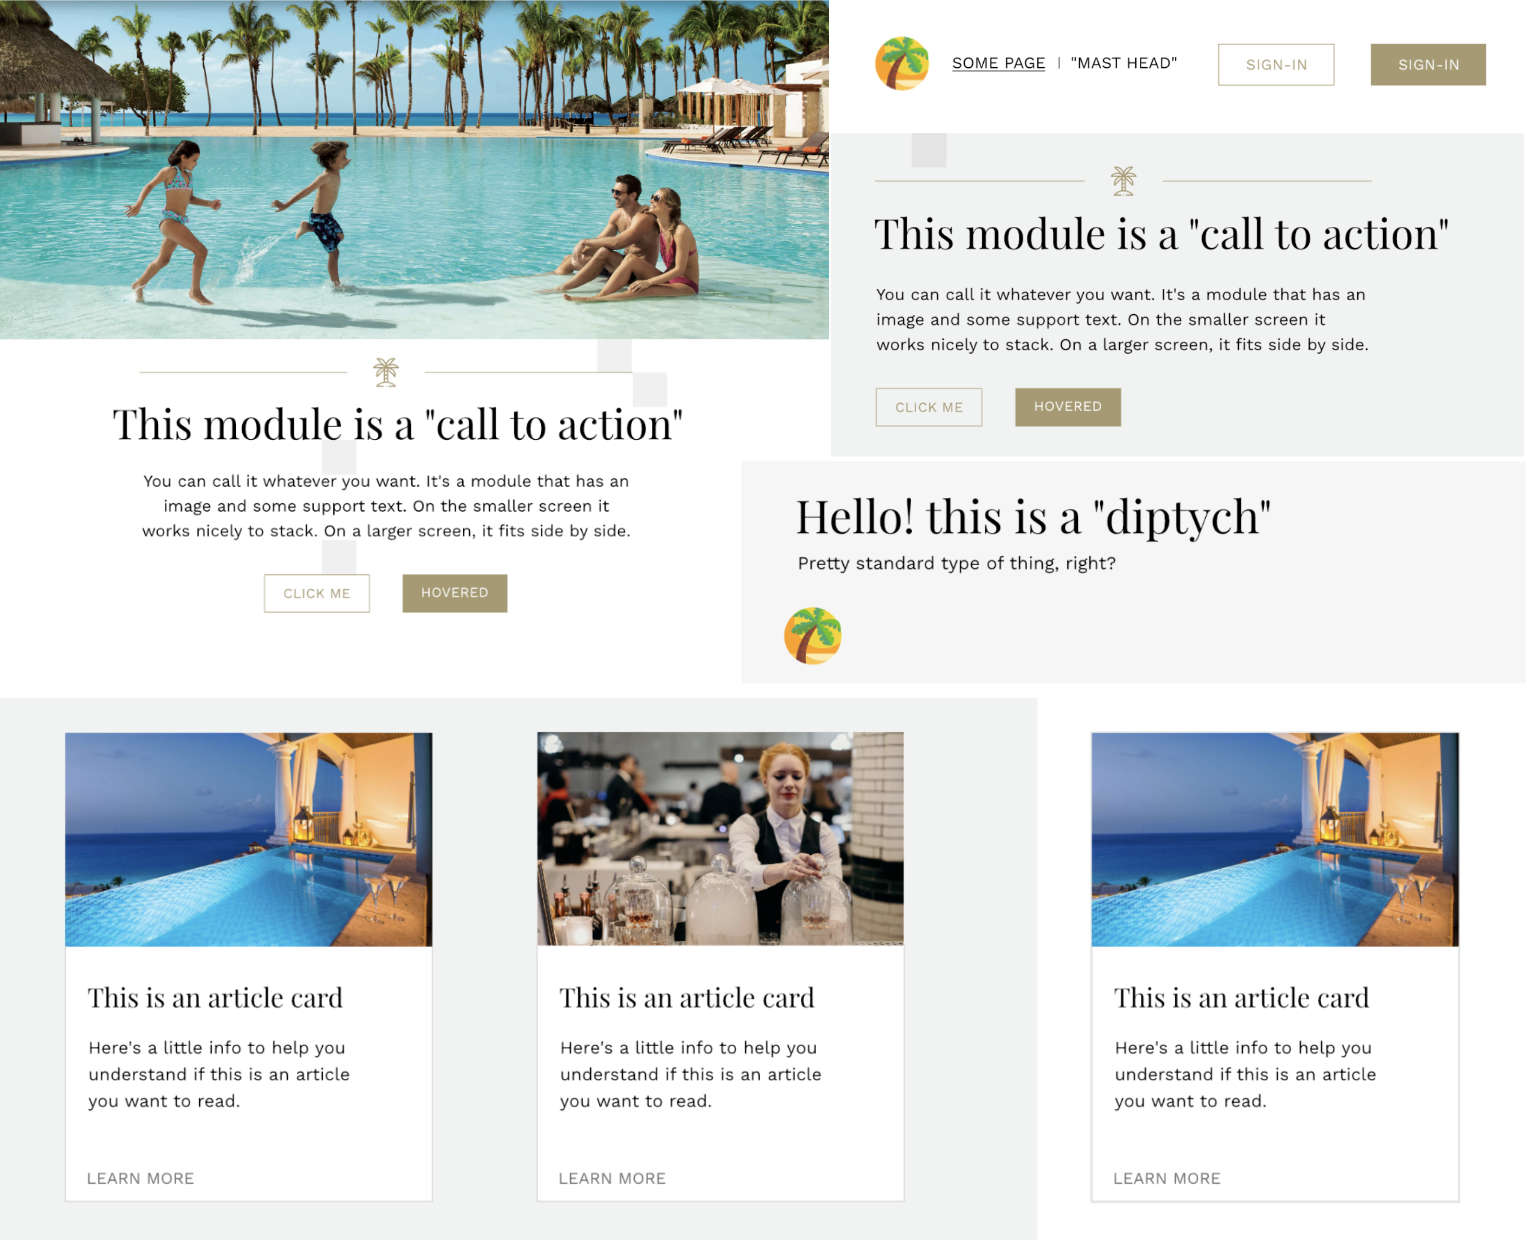 SOME PAGE | "MAST HEAD"
SIGN-IN
SIGN-IN
This module is a "call to action"
You can call it whatever you want. It's a module that has an
image and some support text. On the smaller screen it
works nicely to stack. On a larger screen, it fits side by side.
CLICK ME
HOVERED
This module is a "call to action"
You can call it whatever you want. It's a module that has an
image and some support text. On the smaller screen it
works nicely to stack. On a larger screen, it fits side by side.
CLICK ME
HOVERED
Hello! this is a "diptych"
Pretty standard type of thing, right?
This is an article card
Here's a little info to help you
understand if this is an article
you want to read.
LEARN MORE
This is an article card
Here's a little info to help you
understand if this is an article
you want to read.
LEARN MORE
This is an article card
Here's a little info to help you
understand if this is an article
you want to read.
LEARN MORE